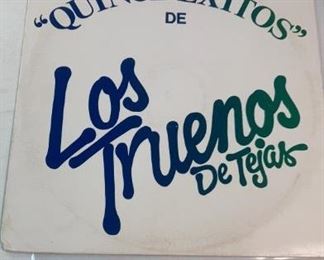 "QUINCE EXITOS"
DE
Los
Truenos
De Tejas